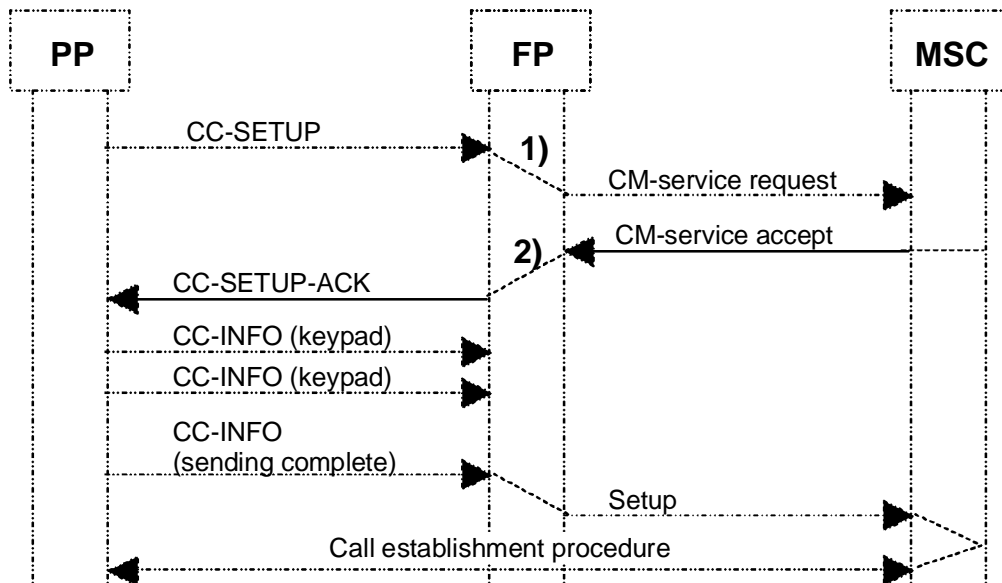 PP
FP
MSC
CC-SETUP
1)
CM-service request
2)
CM-service accept
CC-SETUP-ACK
CC-INFO (keypad)
CC-INFO (keypad)
CC-INFO
(sending complete)
Setup
Call establishment procedure